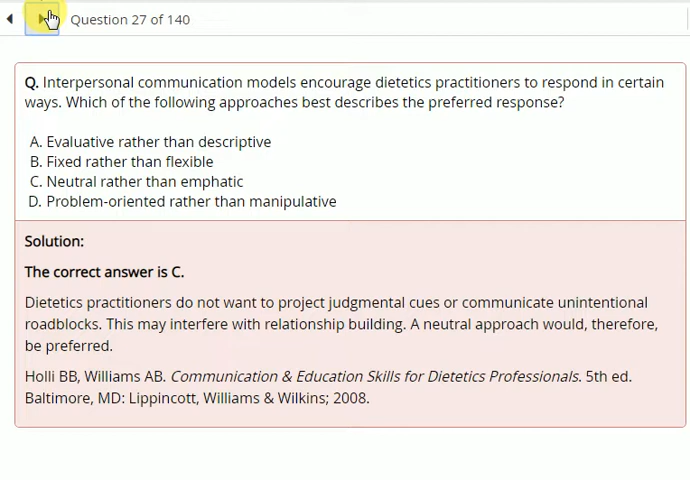 Question 27 of 140
Q. Interpersonal communication models encourage dietetics practitioners to respond in certain
ways. Which of the following approaches best describes the preferred response?
A. Evaluative rather than descriptive
B. Fixed rather than flexible
C. Neutral rather than emphatic
D. Problem-oriented rather than manipulative
Solution:
The correct answer is C.
Dietetics practitioners do not want to project judgmental cues or communicate unintentional
roadblocks. This may interfere with relationship building. A neutral approach would, therefore,
be preferred.
Holli BB, Williams AB. Communication & Education Skills for Dietetics Professionals. 5th ed.
Baltimore, MD: Lippincott, Williams & Wilkins; 2008.